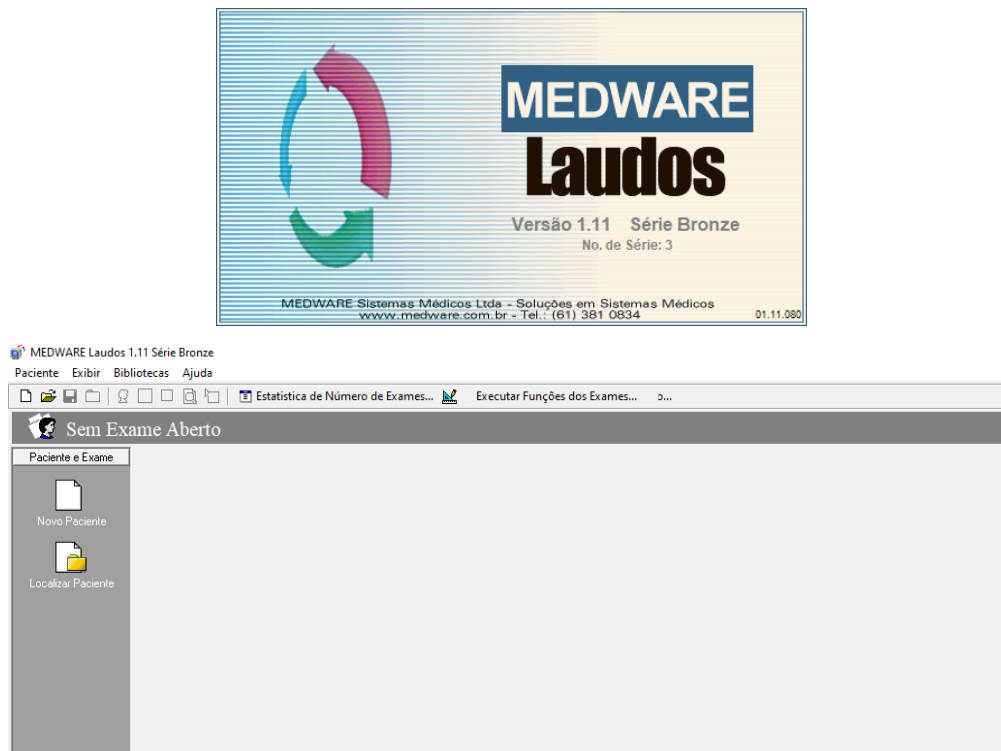 MEDWARE
Laudos
Versão 1.11 Série Bronze
No. de Série: 3
MEDWARE Sistemas Médicos Ltda - Soluções em Sistemas Médicos
www.medware.com.br - Tel.: (61) 381 0834
01.11.080
MEDWARE Laudos 1.11 Série Bronze
Paciente Exibir Bibliotecas Ajuda
Estatistica de Número de Exames... Executar Funções dos Exames...
Sem Exame Aberto
Paciente e Exame
Novo Paciente
Localizar Paciente